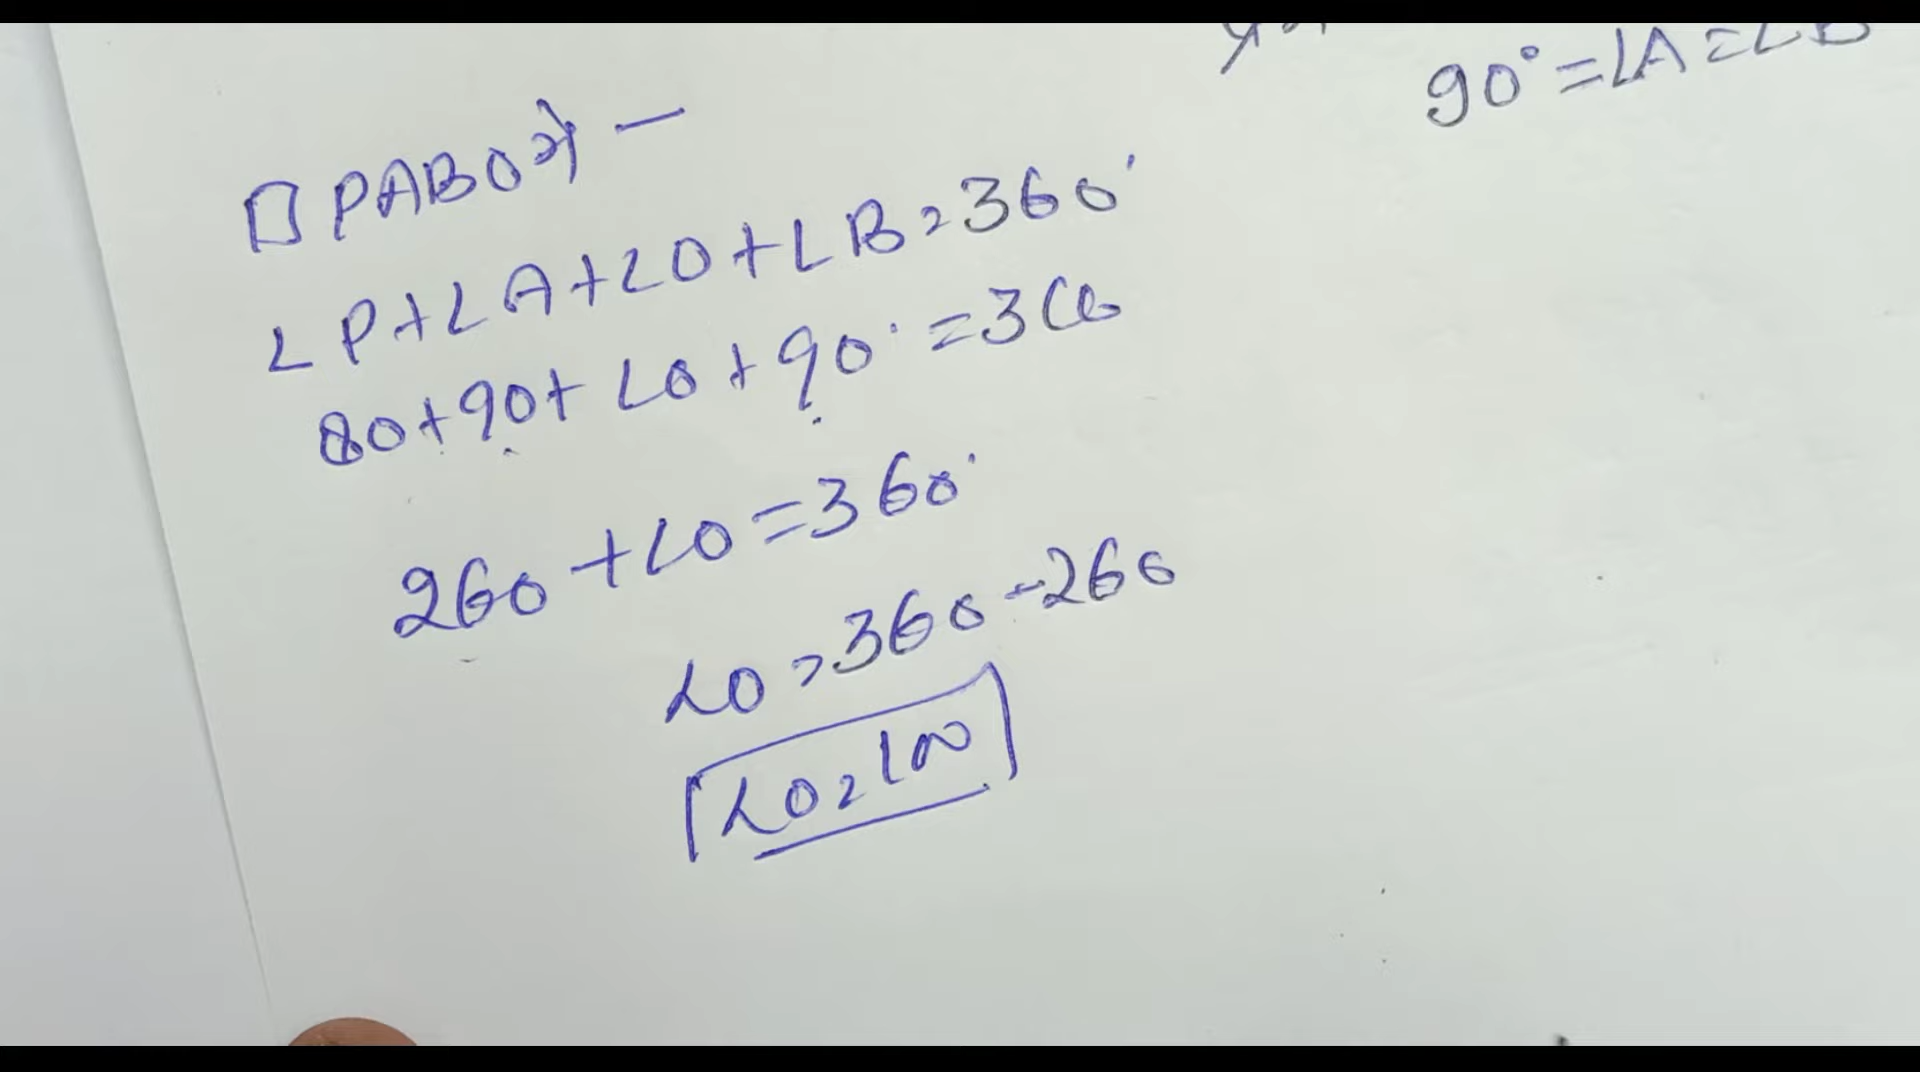 90° = ∠A = ∠B
□ PABO में —
∠P + ∠A + ∠O + ∠B = 360°
80 + 90 + ∠O + 90° = 360
260 + ∠O = 360°
∠O = 360 - 260
∠O = 100